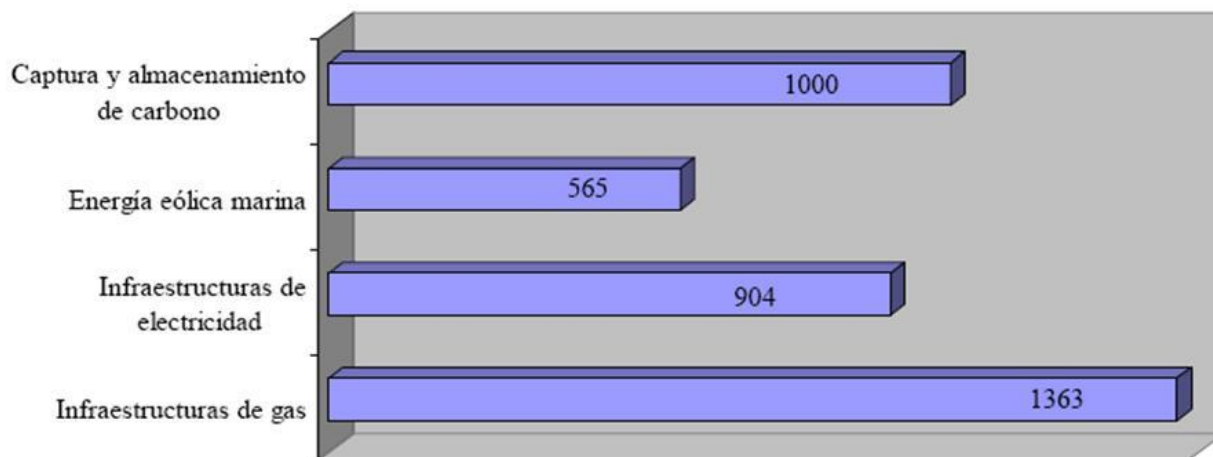 Captura y almacenamiento
de carbono
1000
Energía eólica marina
565
Infraestructuras de
electricidad
904
Infraestructuras de gas
1363